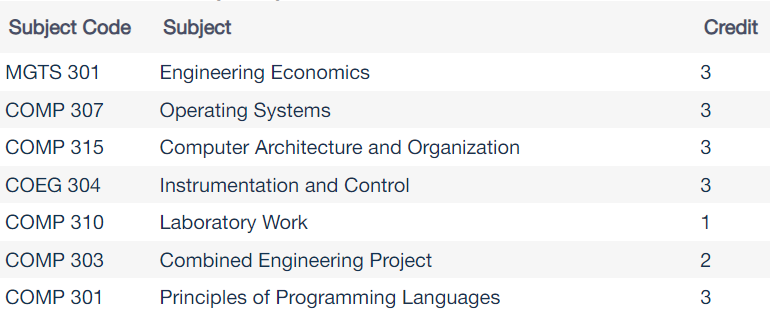 Subject Code Subject Credit
MGTS 301 Engineering Economics 3
COMP 307 Operating Systems 3
COMP 315 Computer Architecture and Organization 3
COEG 304 Instrumentation and Control 3
COMP 310 Laboratory Work 1
COMP 303 Combined Engineering Project 2
COMP 301 Principles of Programming Languages 3